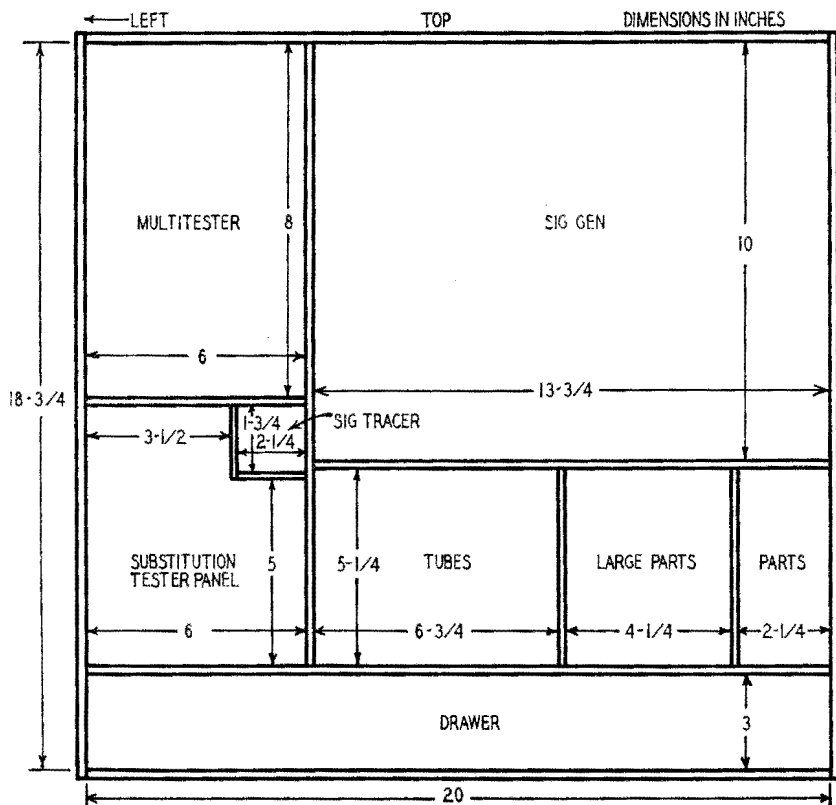 LEFT TOP DIMENSIONS IN INCHES
MULTITESTER
8
SIG GEN
10
6
13-3/4
18-3/4
3-1/2
1-3/4
2-1/4
SIG TRACER
SUBSTITUTION
TESTER PANEL
5
5-1/4
TUBES
LARGE PARTS
PARTS
6
6-3/4
4-1/4
2-1/4
DRAWER
3
20